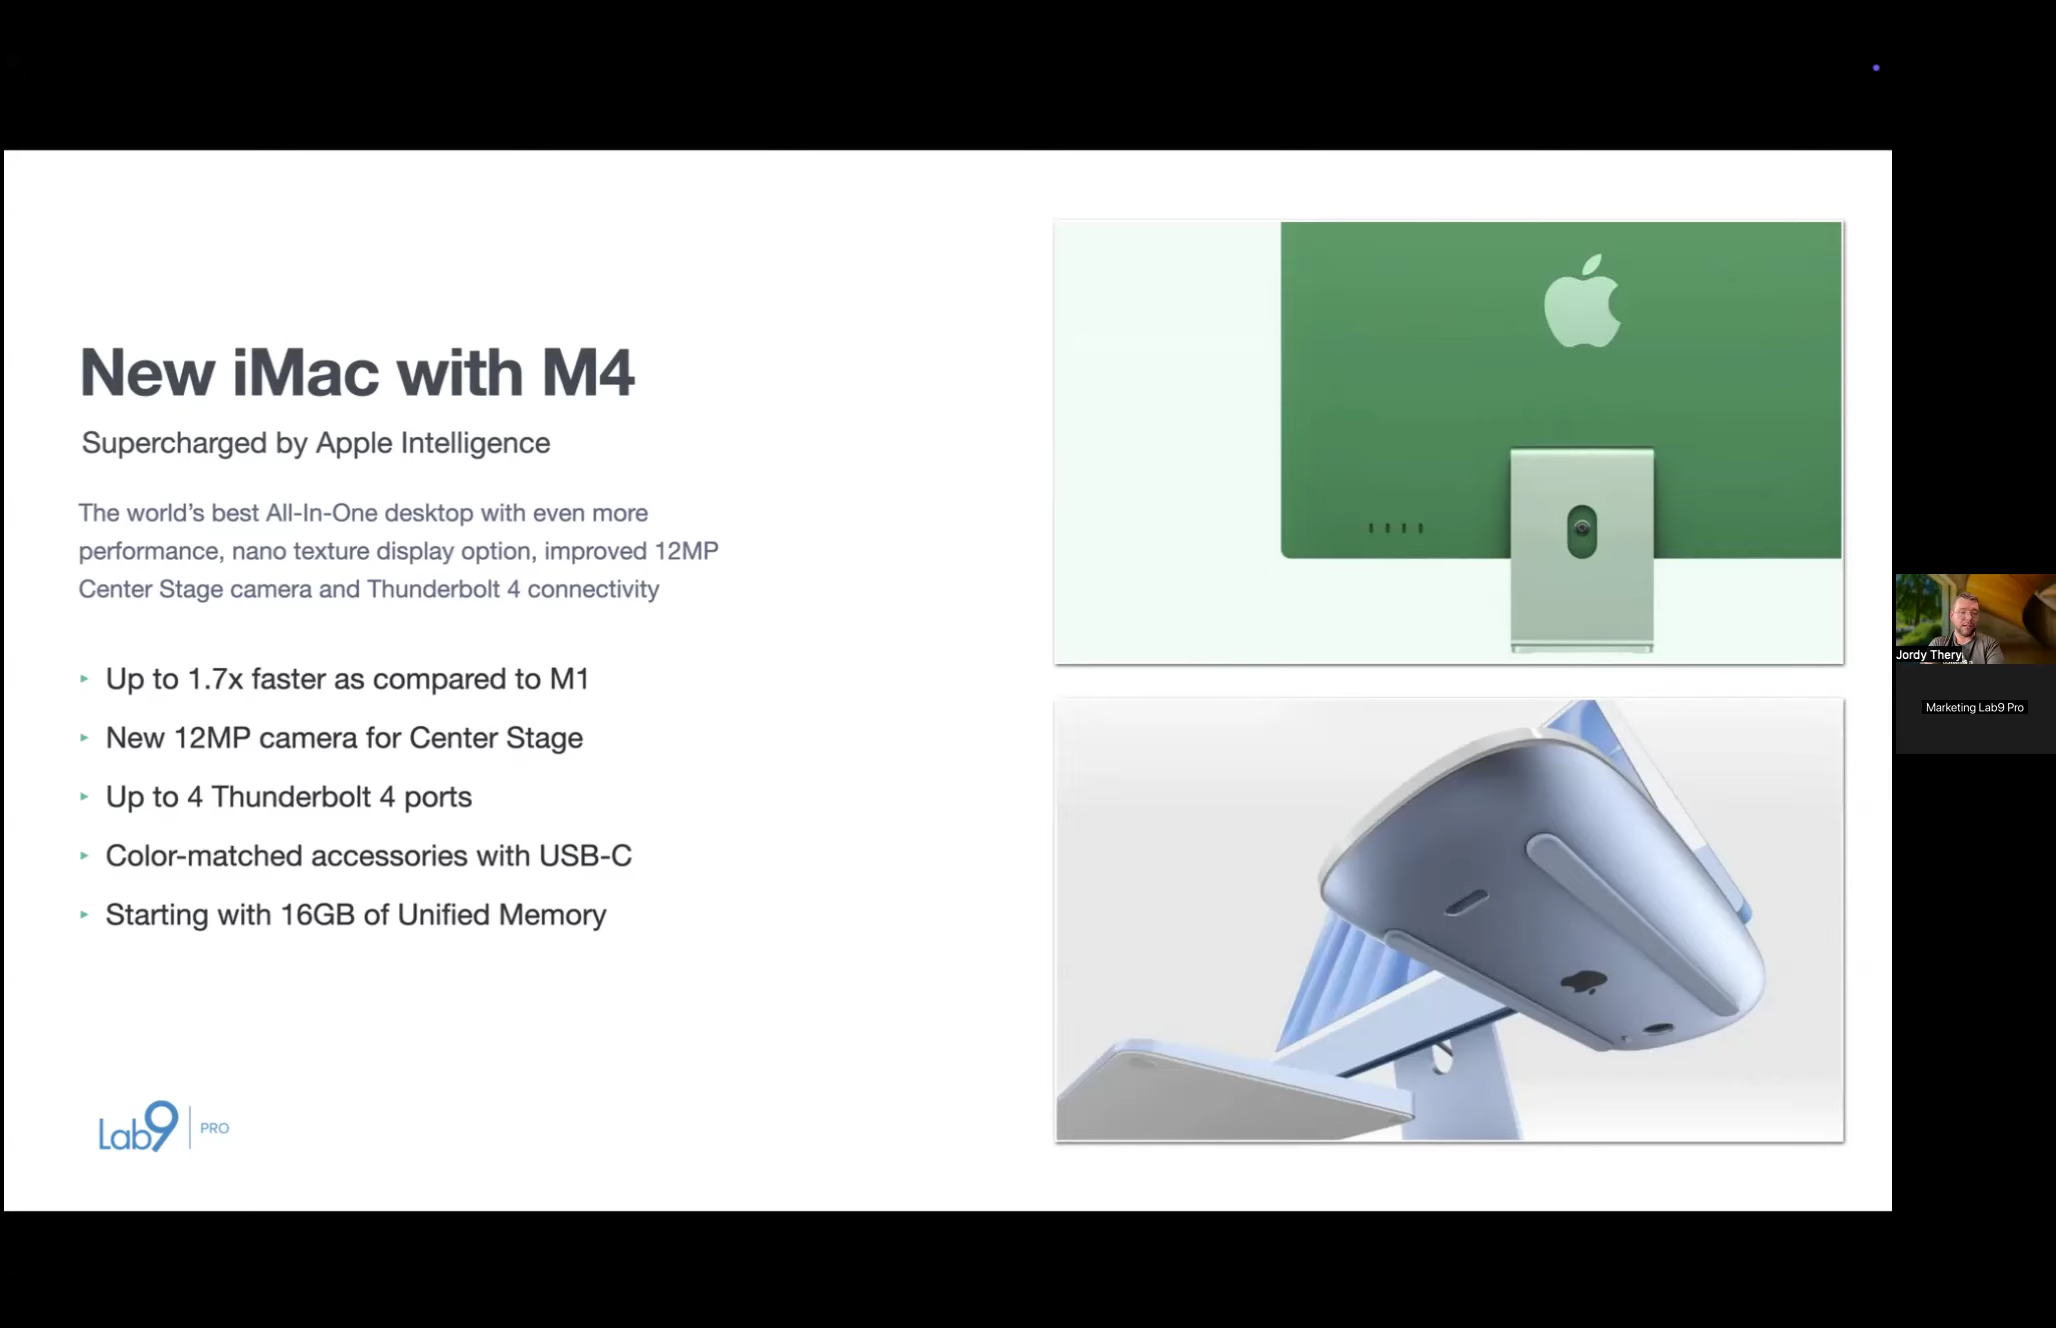 New iMac with M4
Supercharged by Apple Intelligence
The world's best All-In-One desktop with even more
performance, nano texture display option, improved 12MP
Center Stage camera and Thunderbolt 4 connectivity
▸ Up to 1.7x faster as compared to M1
▸ New 12MP camera for Center Stage
▸ Up to 4 Thunderbolt 4 ports
▸ Color-matched accessories with USB-C
▸ Starting with 16GB of Unified Memory
Lab9 | PRO
Jordy Thery
Marketing Lab9 Pro